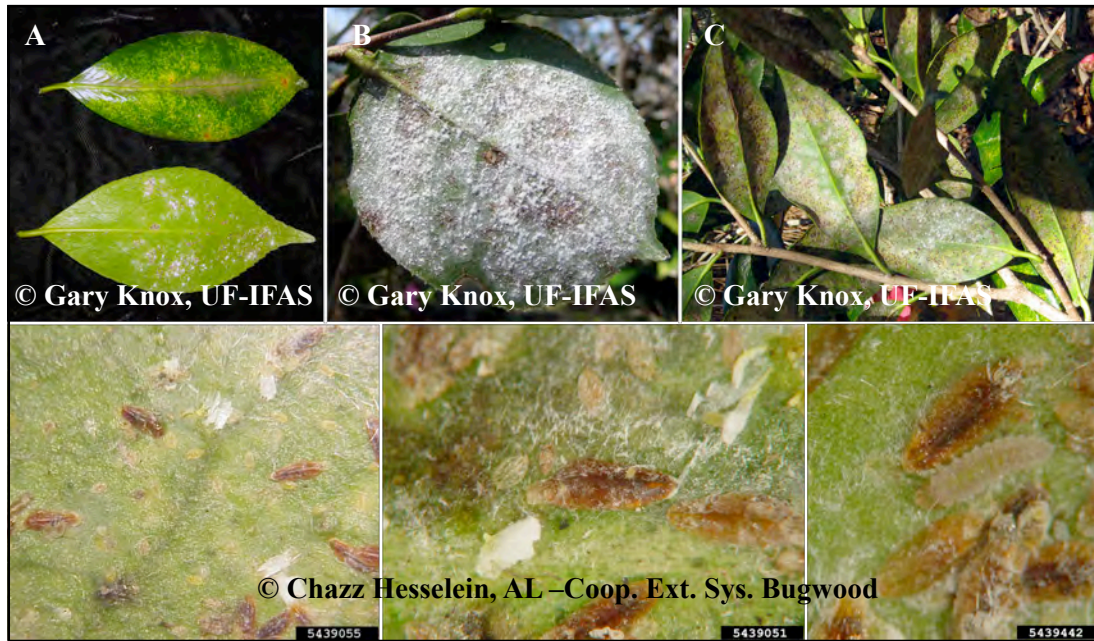 A
B
C
© Gary Knox, UF-IFAS
© Gary Knox, UF-IFAS
© Gary Knox, UF-IFAS
© Chazz Hesselein, AL –Coop. Ext. Sys. Bugwood
5439055
5439051
5439442